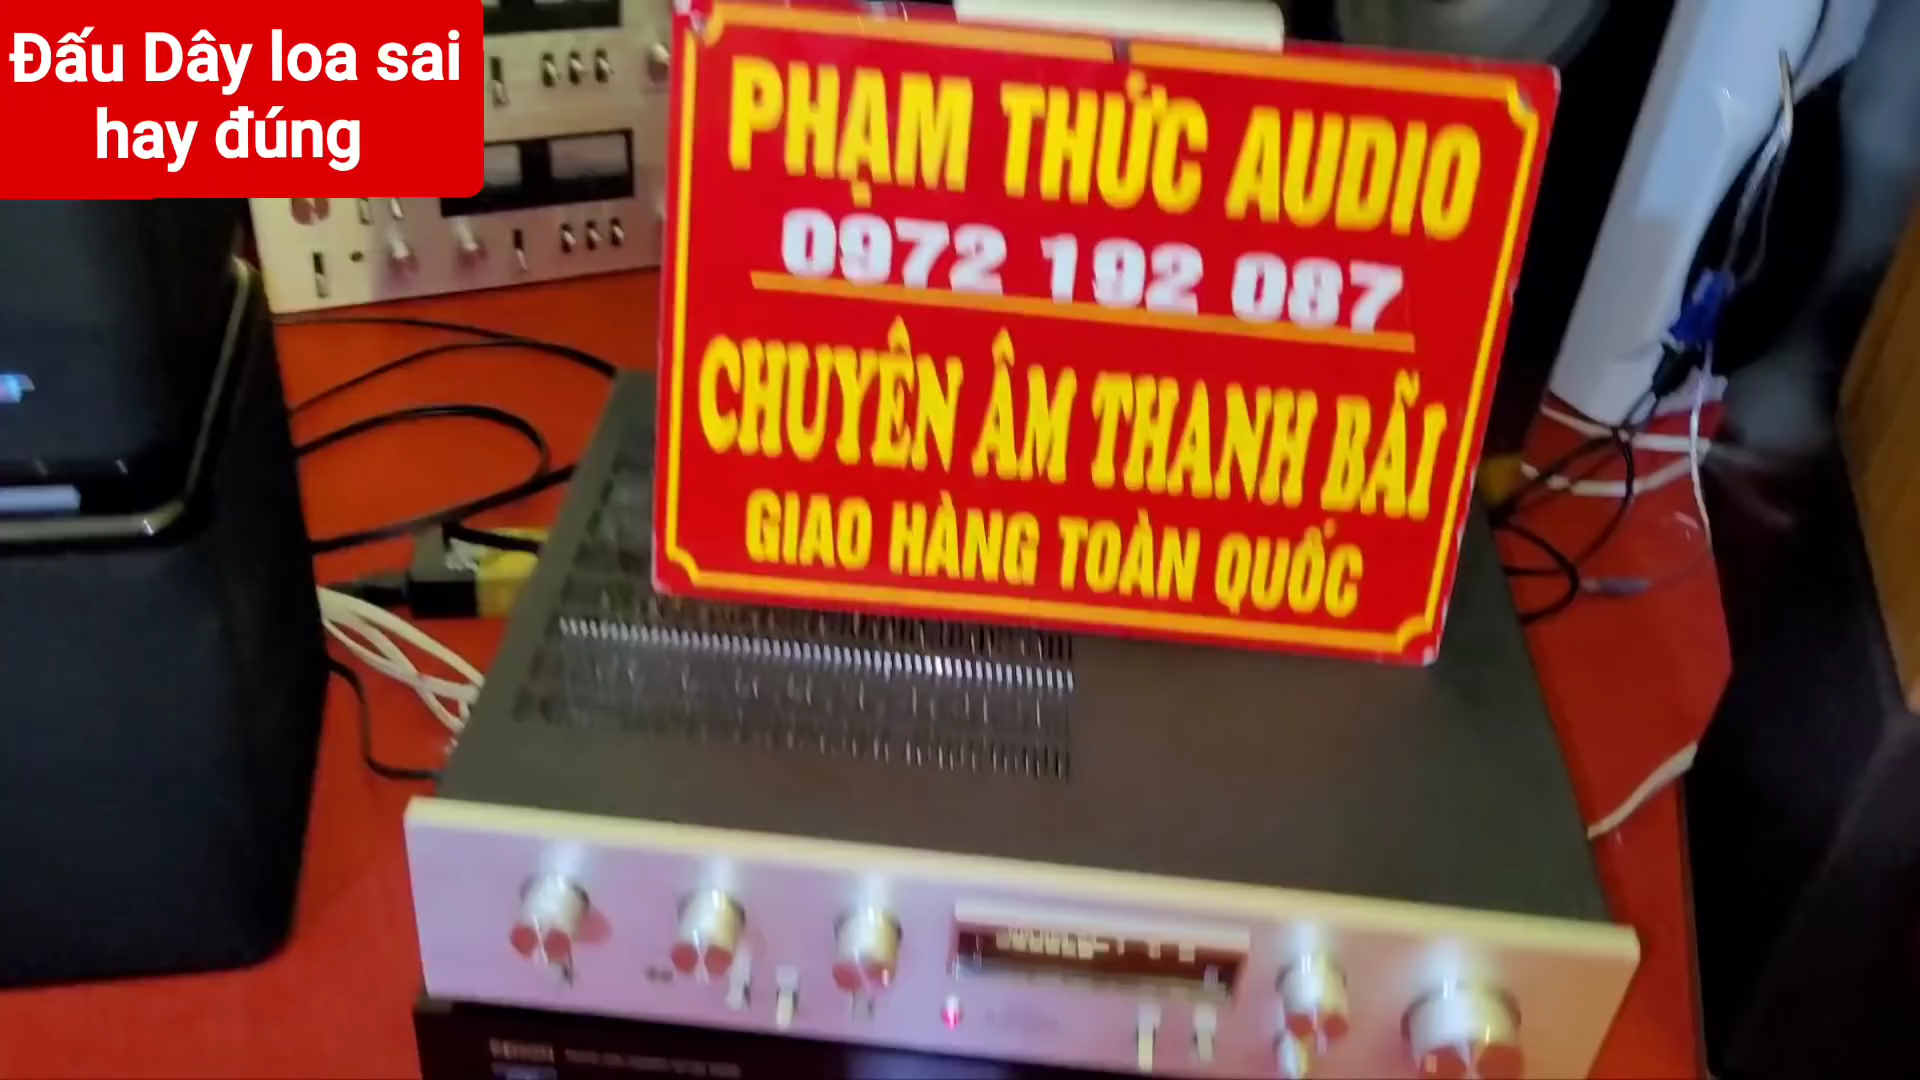 Đấu Dây loa sai
hay đúng
PHẠM THỨC AUDIO
0972 192 087
CHUYÊN ÂM THANH BÃI
GIAO HÀNG TOÀN QUỐC